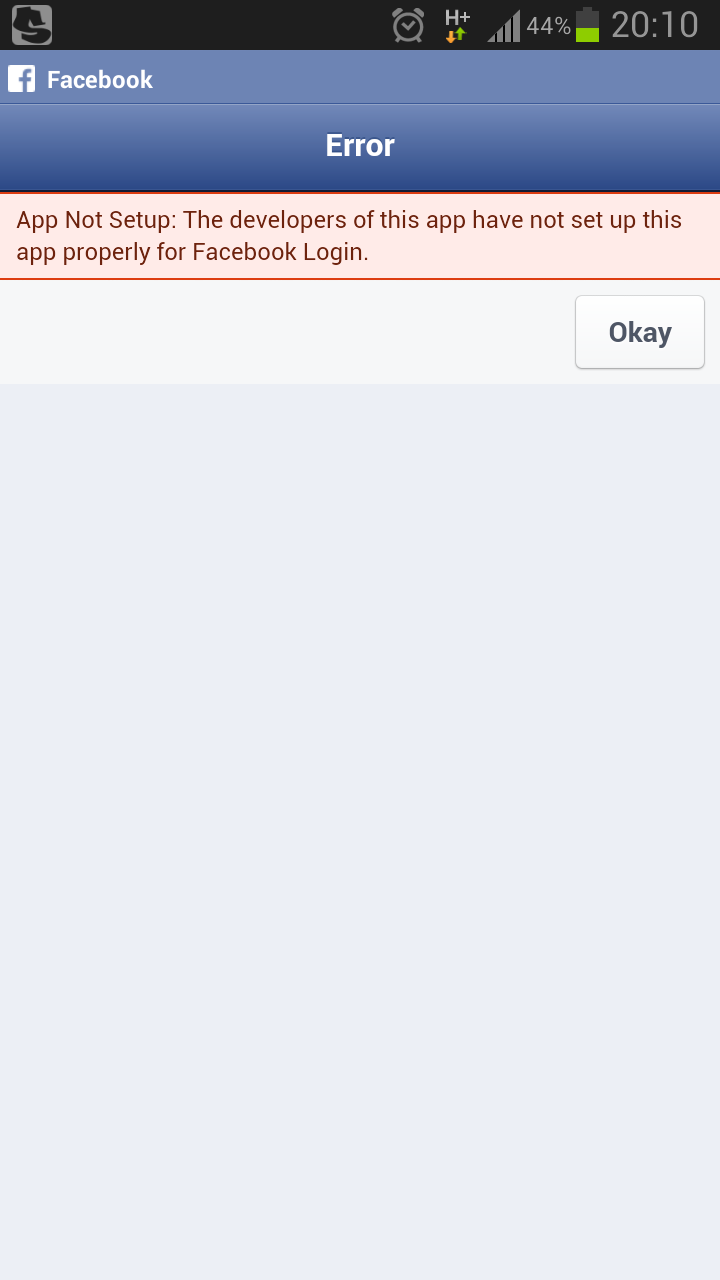 H+ 44% 20:10
Facebook
Error
App Not Setup: The developers of this app have not set up this
app properly for Facebook Login.
Okay